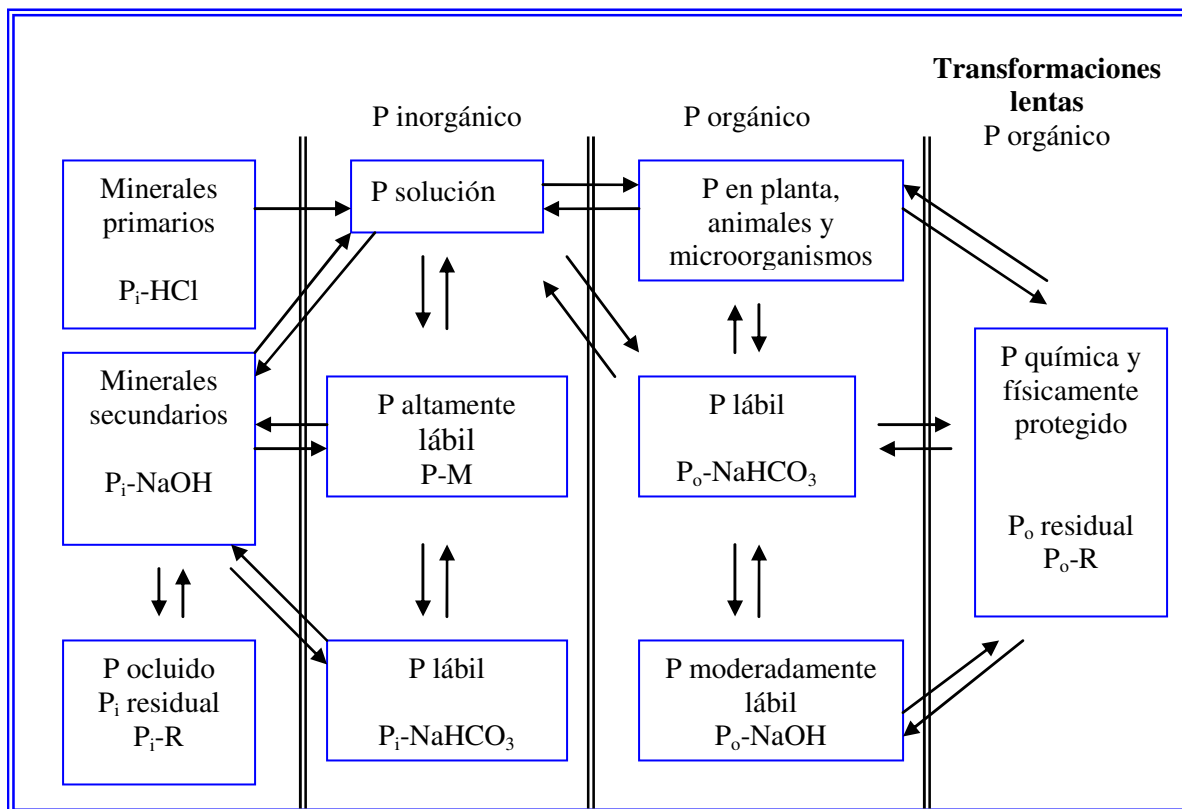 Transformaciones
lentas
P orgánico
P inorgánico
P orgánico
Minerales
primarios
Pᵢ-HCl
P solución
P en planta,
animales y
microorganismos
Minerales
secundarios
Pᵢ-NaOH
P altamente
lábil
P-M
P lábil
Pₒ-NaHCO₃
P química y
físicamente
protegido
Pₒ residual
Pₒ-R
P ocluido
Pᵢ residual
Pᵢ-R
P lábil
Pᵢ-NaHCO₃
P moderadamente
lábil
Pₒ-NaOH